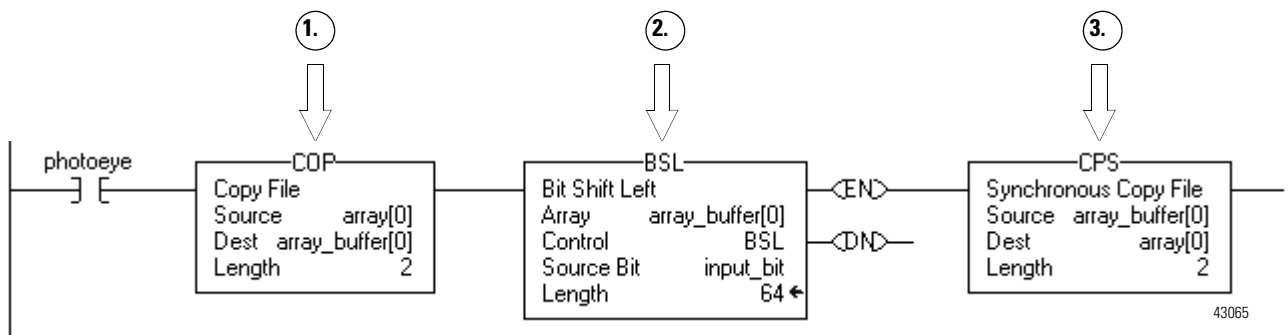 1.
2.
3.
photoeye
COP
Copy File
Source array[0]
Dest array_buffer[0]
Length 2
BSL
Bit Shift Left
Array array_buffer[0]
Control BSL
Source Bit input_bit
Length 64
EN
DN
CPS
Synchronous Copy File
Source array_buffer[0]
Dest array[0]
Length 2
43065